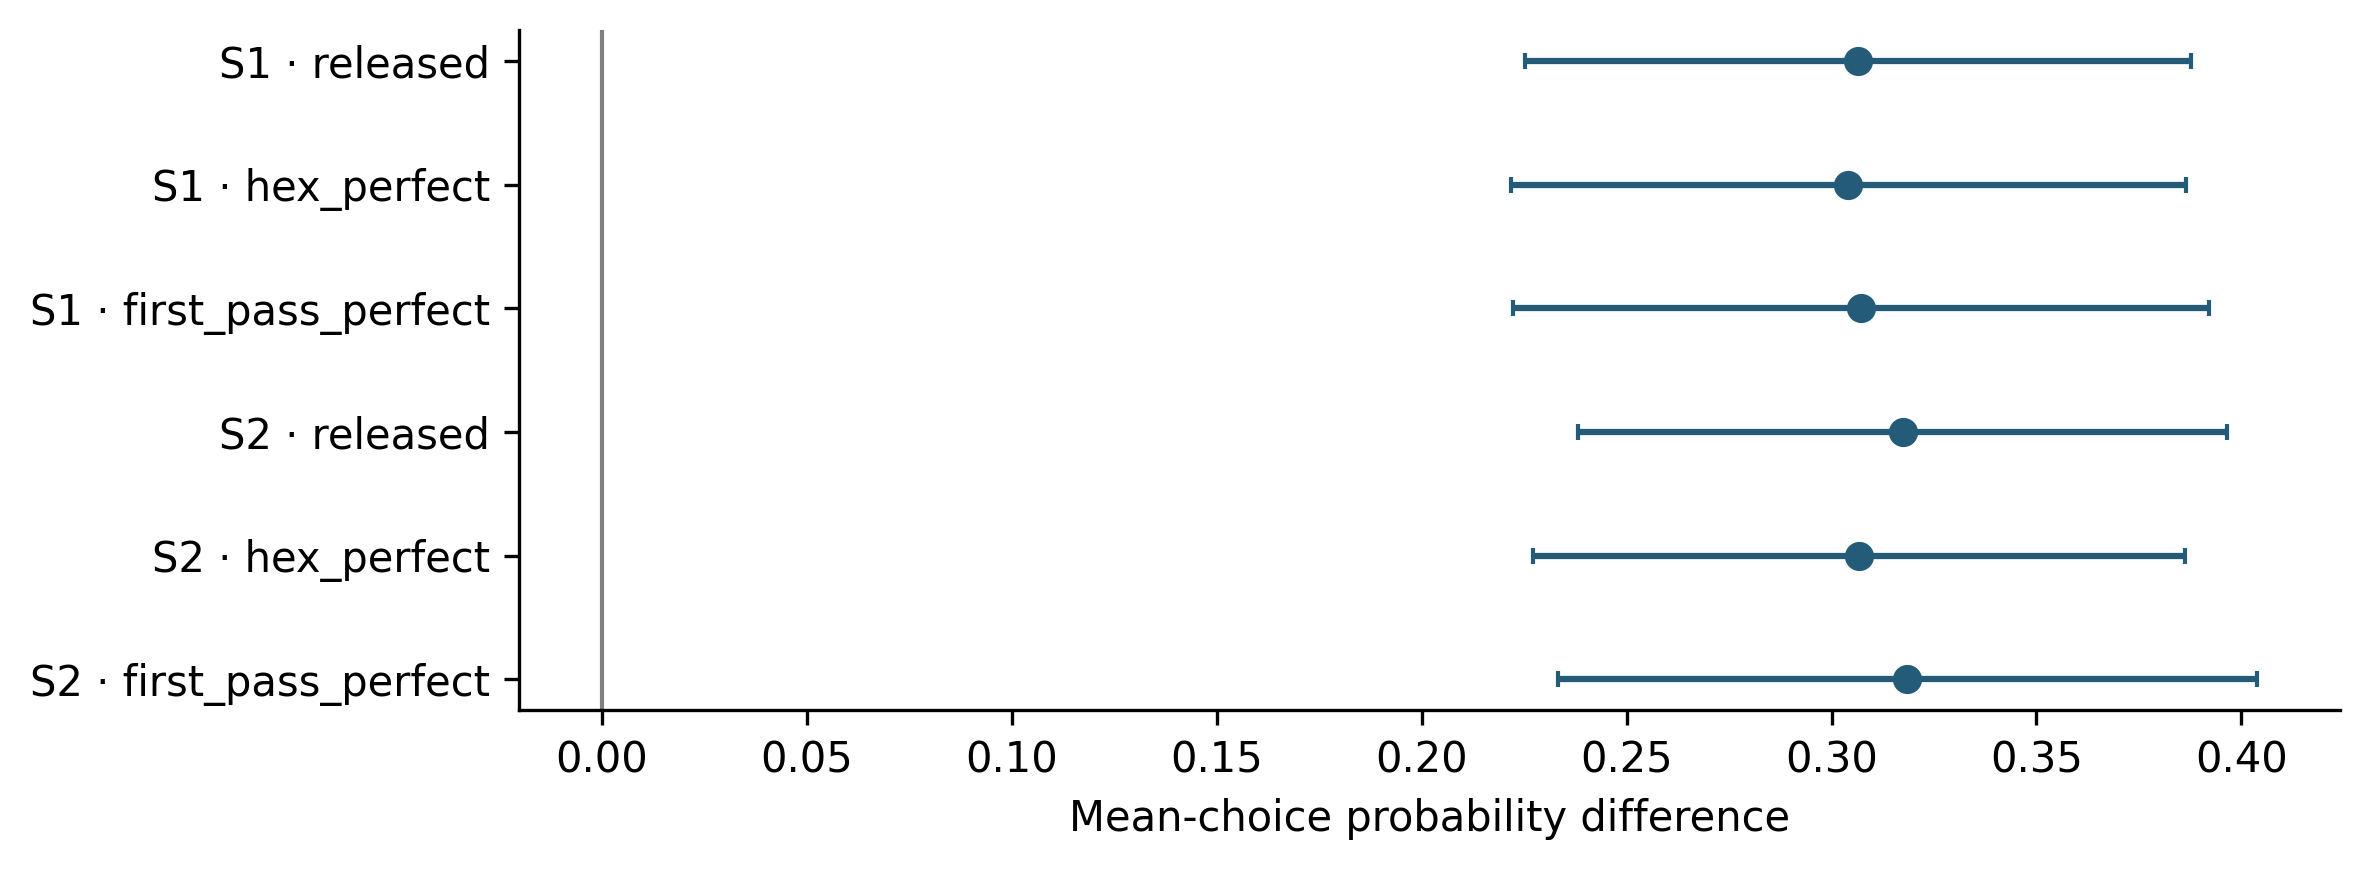 S1 · released
S1 · hex_perfect
S1 · first_pass_perfect
S2 · released
S2 · hex_perfect
S2 · first_pass_perfect
0.00 0.05 0.10 0.15 0.20 0.25 0.30 0.35 0.40
Mean-choice probability difference